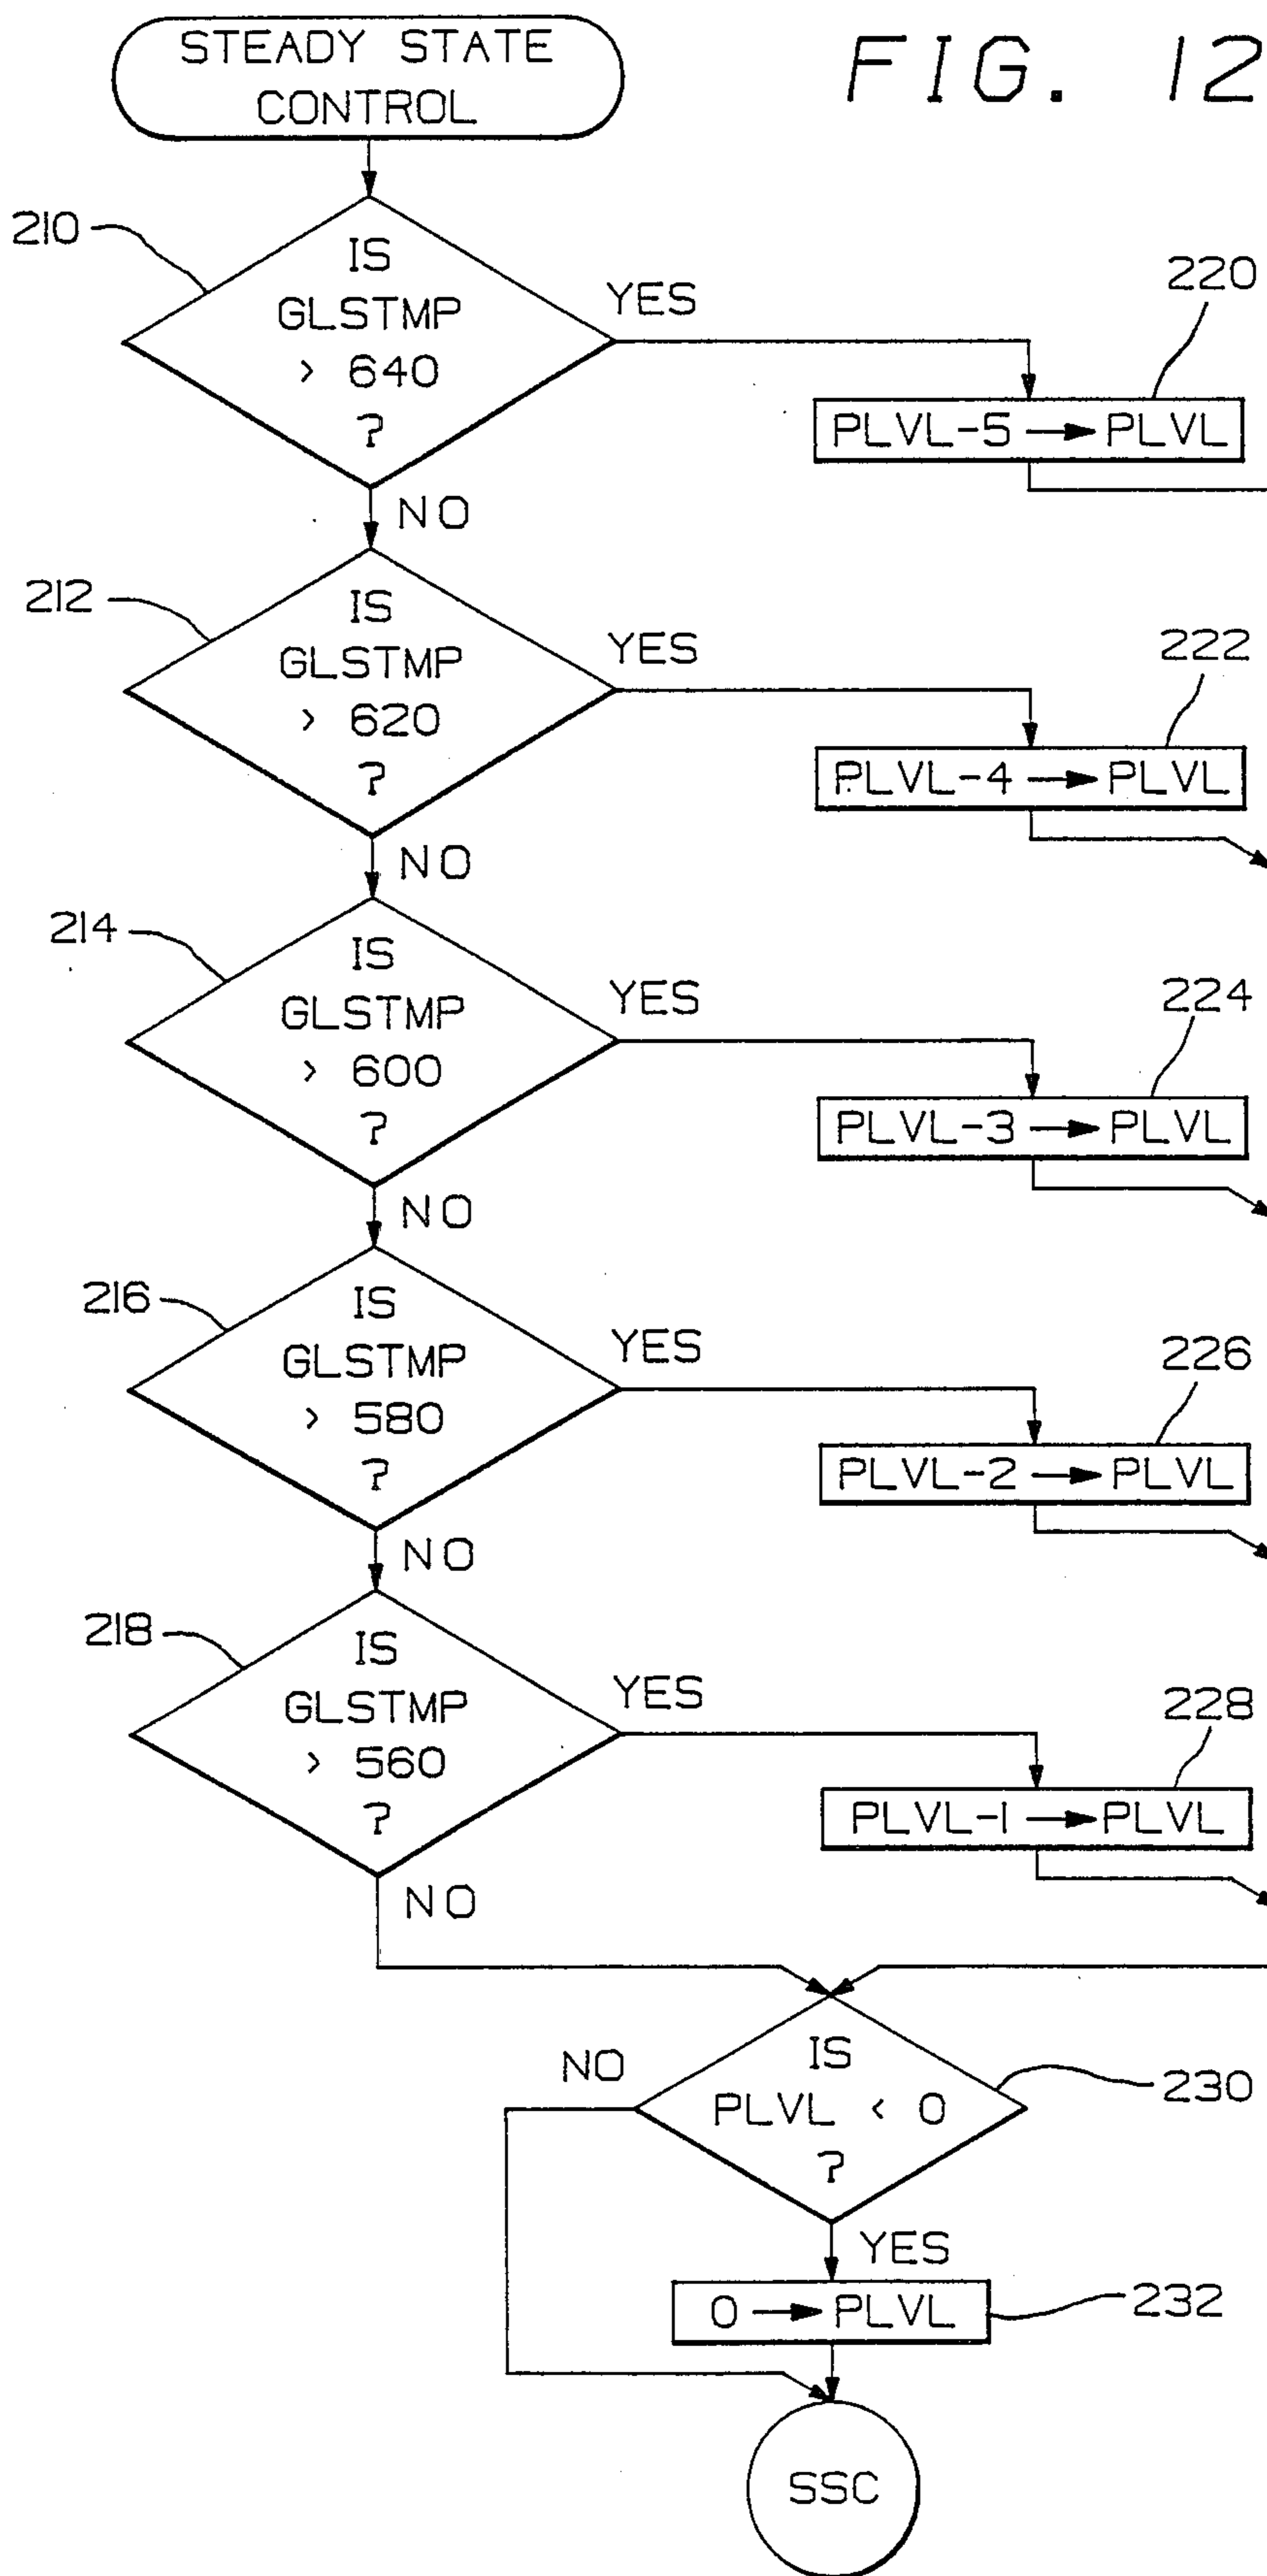 STEADY STATE
CONTROL
FIG. 12
210
IS
GLSTMP
> 640
?
YES
NO
220
PLVL-5 → PLVL
212
IS
GLSTMP
> 620
?
YES
NO
222
PLVL-4 → PLVL
214
IS
GLSTMP
> 600
?
YES
NO
224
PLVL-3 → PLVL
216
IS
GLSTMP
> 580
?
YES
NO
226
PLVL-2 → PLVL
218
IS
GLSTMP
> 560
?
YES
NO
228
PLVL-1 → PLVL
IS
PLVL < 0
?
NO
230
YES
0 → PLVL
232
SSC